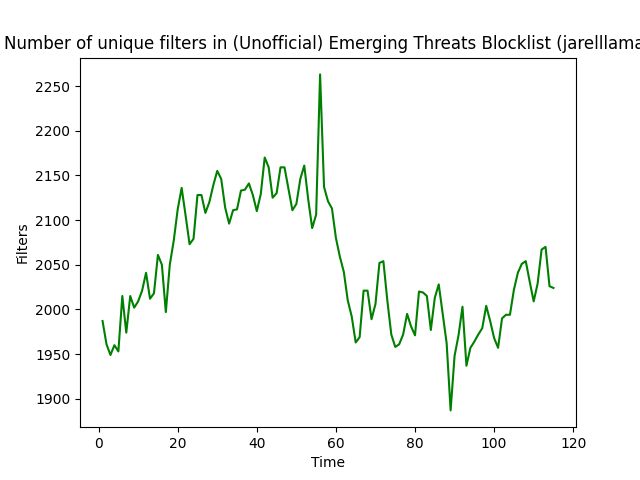 Number of unique filters in (Unofficial) Emerging Threats Blocklist (jarelllama
2250
2200
2150
2100
2050
2000
1950
1900
Filters
0 20 40 60 80 100 120
Time